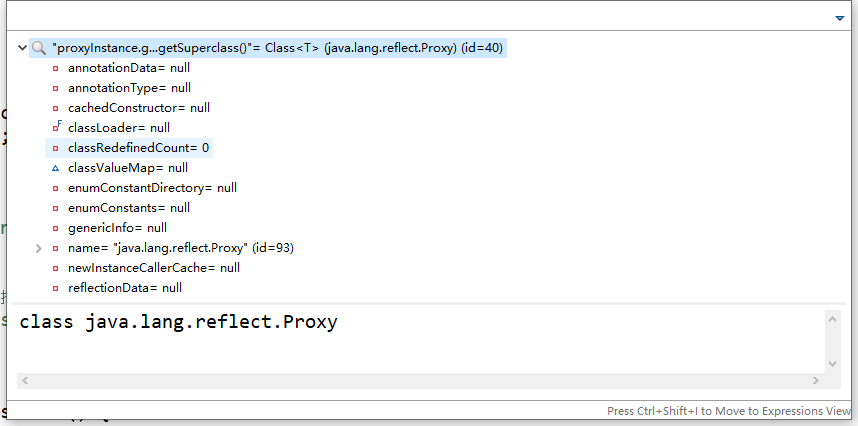 "proxyInstance.g...getSuperclass()"= Class<T> (java.lang.reflect.Proxy) (id=40)
annotationData= null
annotationType= null
cachedConstructor= null
F classLoader= null
classRedefinedCount= 0
classValueMap= null
enumConstantDirectory= null
enumConstants= null
genericInfo= null
name= "java.lang.reflect.Proxy" (id=93)
newInstanceCallerCache= null
reflectionData= null
class java.lang.reflect.Proxy
Press Ctrl+Shift+I to Move to Expressions View